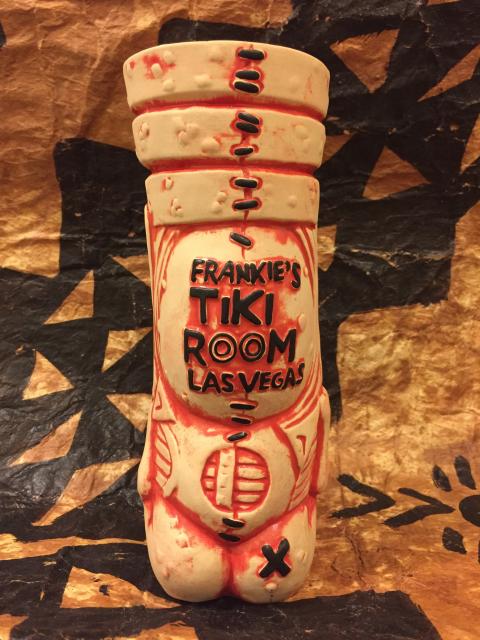 FRANKIE'S
TIKI
ROOM
LAS VEGAS
X